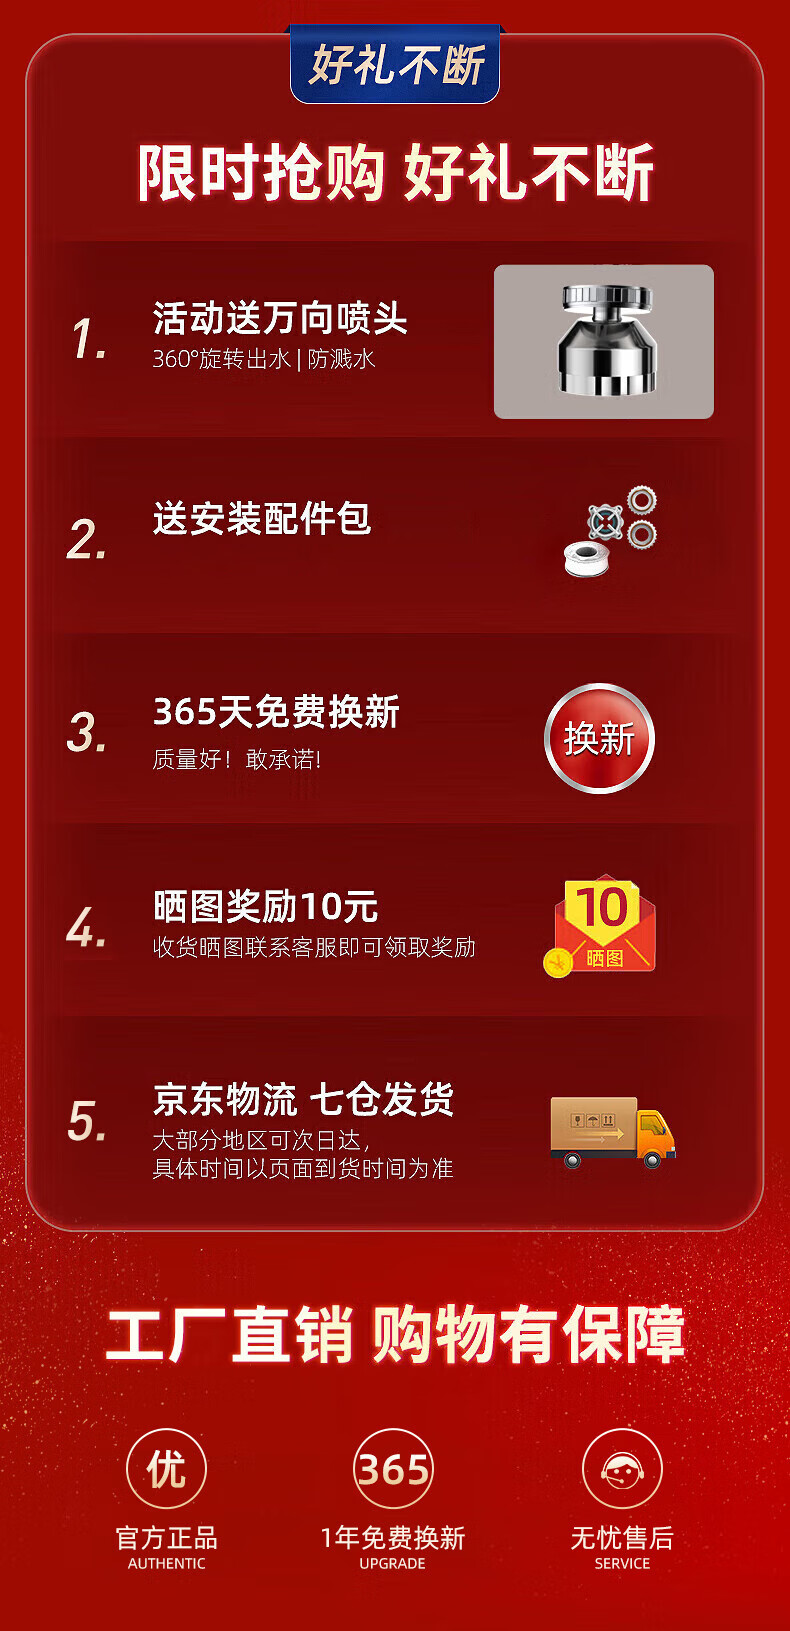 好礼不断
限时抢购 好礼不断
1.
活动送万向喷头
360°旋转出水 | 防溅水
2.
送安装配件包
3.
365天免费换新
质量好！敢承诺!
换新
4.
晒图奖励10元
收货晒图联系客服即可领取奖励
10
晒图
5.
京东物流 七仓发货
大部分地区可次日达，
具体时间以页面到货时间为准
工厂直销 购物有保障
优
365
官方正品
1年免费换新
无忧售后
AUTHENTIC
UPGRADE
SERVICE